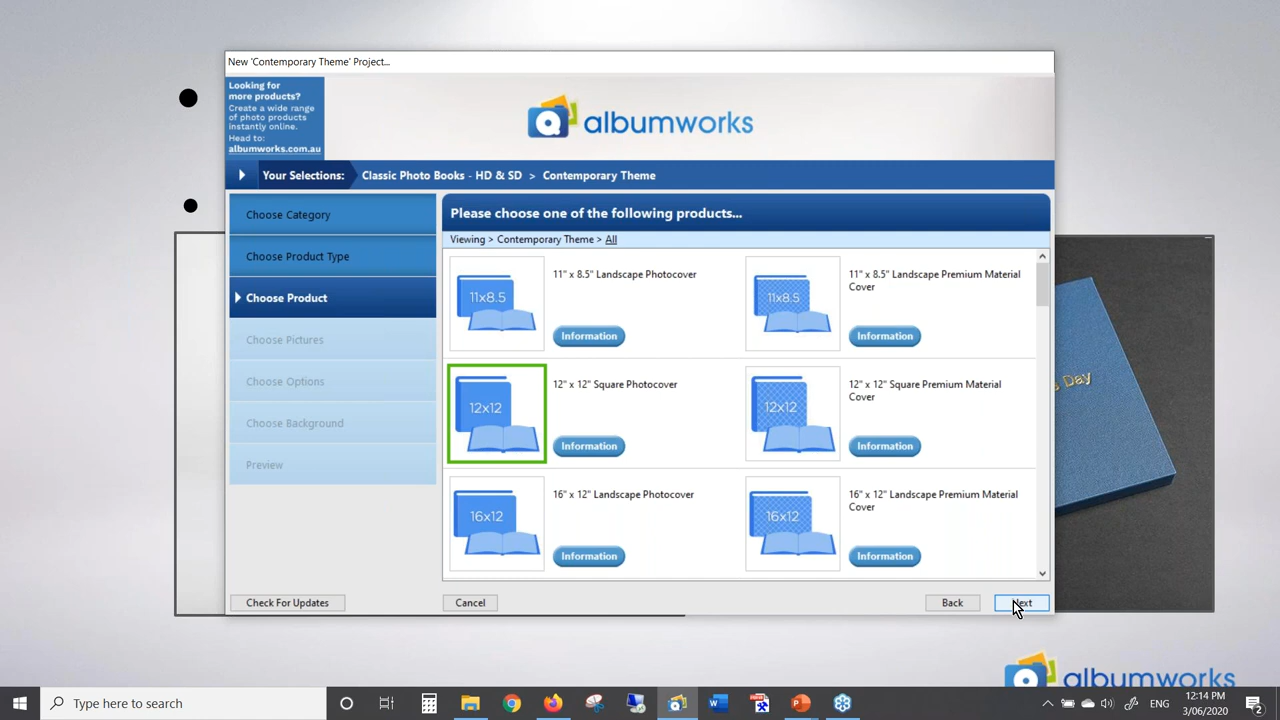 New 'Contemporary Theme' Project...
Looking for
more products?
Create a wide range
of photo products
instantly online.
Head to:
albumworks.com.au
albumworks
Your Selections: Classic Photo Books - HD & SD > Contemporary Theme
Choose Category
Choose Product Type
Choose Product
Choose Pictures
Choose Options
Choose Background
Preview
Please choose one of the following products...
Viewing > Contemporary Theme > All
11x8.5
11" x 8.5" Landscape Photocover
Information
11x8.5
11" x 8.5" Landscape Premium Material
Cover
Information
12x12
12" x 12" Square Photocover
Information
12x12
12" x 12" Square Premium Material
Cover
Information
16x12
16" x 12" Landscape Photocover
Information
16x12
16" x 12" Landscape Premium Material
Cover
Information
Day
Check For Updates
Cancel
Back
Next
albumworks
Type here to search
ENG
12:14 PM
3/06/2020
2